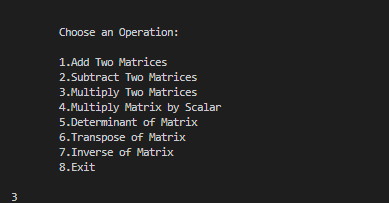 Choose an Operation:
1.Add Two Matrices
2.Subtract Two Matrices
3.Multiply Two Matrices
4.Multiply Matrix by Scalar
5.Determinant of Matrix
6.Transpose of Matrix
7.Inverse of Matrix
8.Exit
3